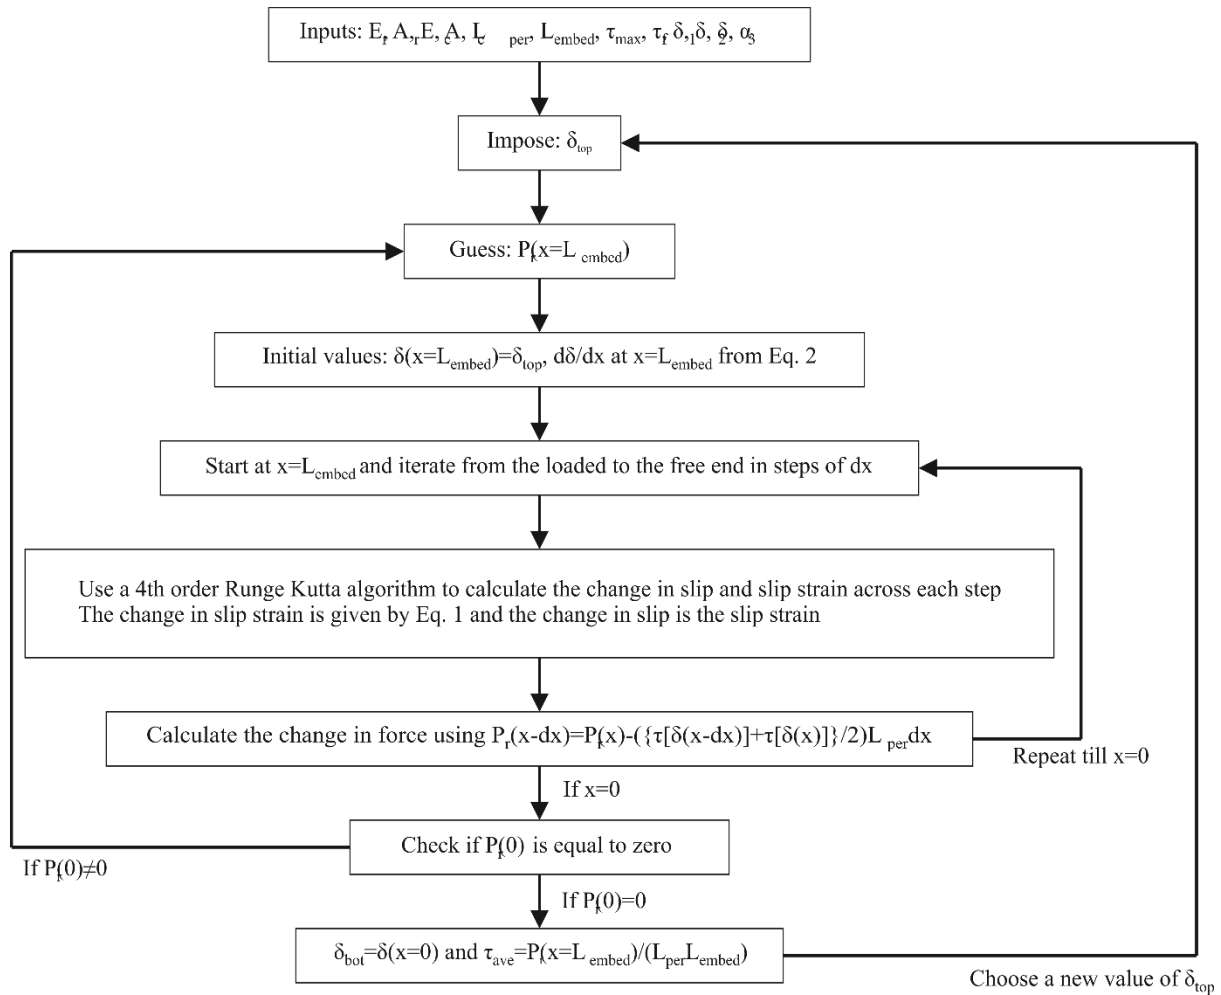 Inputs: E_r, A_r, E_c, A_c, L_per, L_embed, τ_max, τ_f, δ_1, δ_2, δ_3, α
Impose: δ_top
Guess: P_r(x=L_embed)
Initial values: δ(x=L_embed)=δ_top, dδ/dx at x=L_embed from Eq. 2
Start at x=L_embed and iterate from the loaded to the free end in steps of dx
Use a 4th order Runge Kutta algorithm to calculate the change in slip and slip strain across each step
The change in slip strain is given by Eq. 1 and the change in slip is the slip strain
Calculate the change in force using P_r(x-dx)=P_r(x)-({τ[δ(x-dx)]+τ[δ(x)]}/2)L_per dx
Repeat till x=0
If x=0
Check if P_r(0) is equal to zero
If P_r(0)≠0
If P_r(0)=0
δ_bot=δ(x=0) and τ_ave=P_r(x=L_embed)/(L_per L_embed)
Choose a new value of δ_top